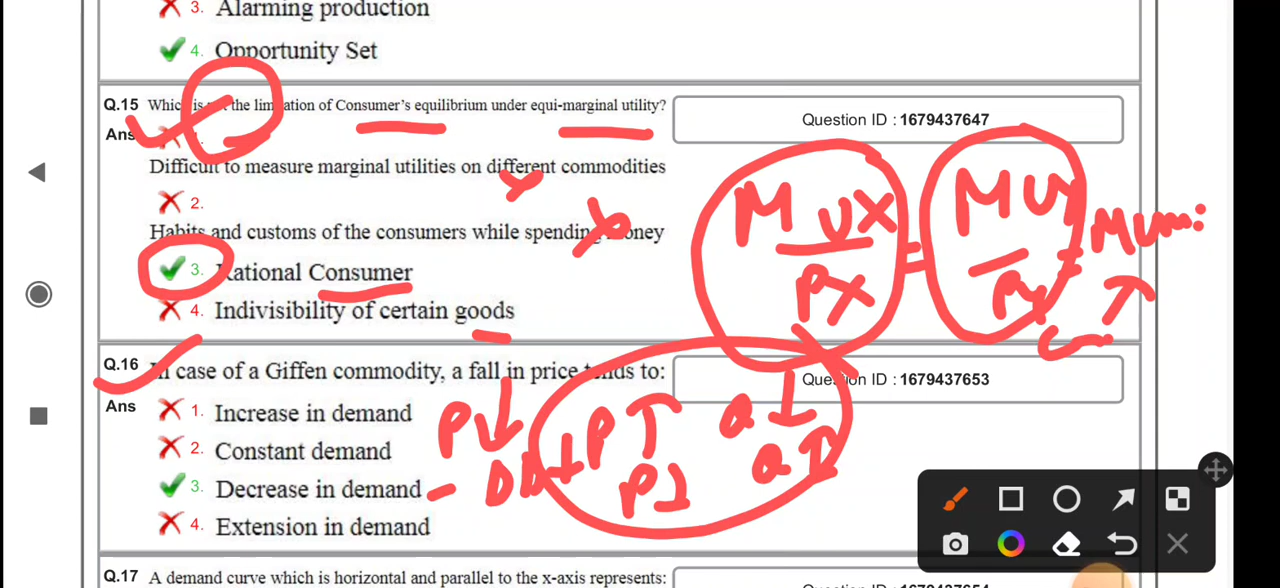 3. Alarming production
4. Opportunity Set
Q.15 Which is the limitation of Consumer's equilibrium under equi-marginal utility?
Question ID : 1679437647
Ans
Difficult to measure marginal utilities on different commodities
2.
Habits and customs of the consumers while spending money
3. Rational Consumer
4. Indivisibility of certain goods
MUX
PX
=
MUY
Py
= MUm
Q.16 In case of a Giffen commodity, a fall in price tends to:
Question ID : 1679437653
Ans
1. Increase in demand
2. Constant demand
3. Decrease in demand
4. Extension in demand
P↓
DD↓
P↑ Q↓
P↓ Q↑
Q.17 A demand curve which is horizontal and parallel to the x-axis represents: